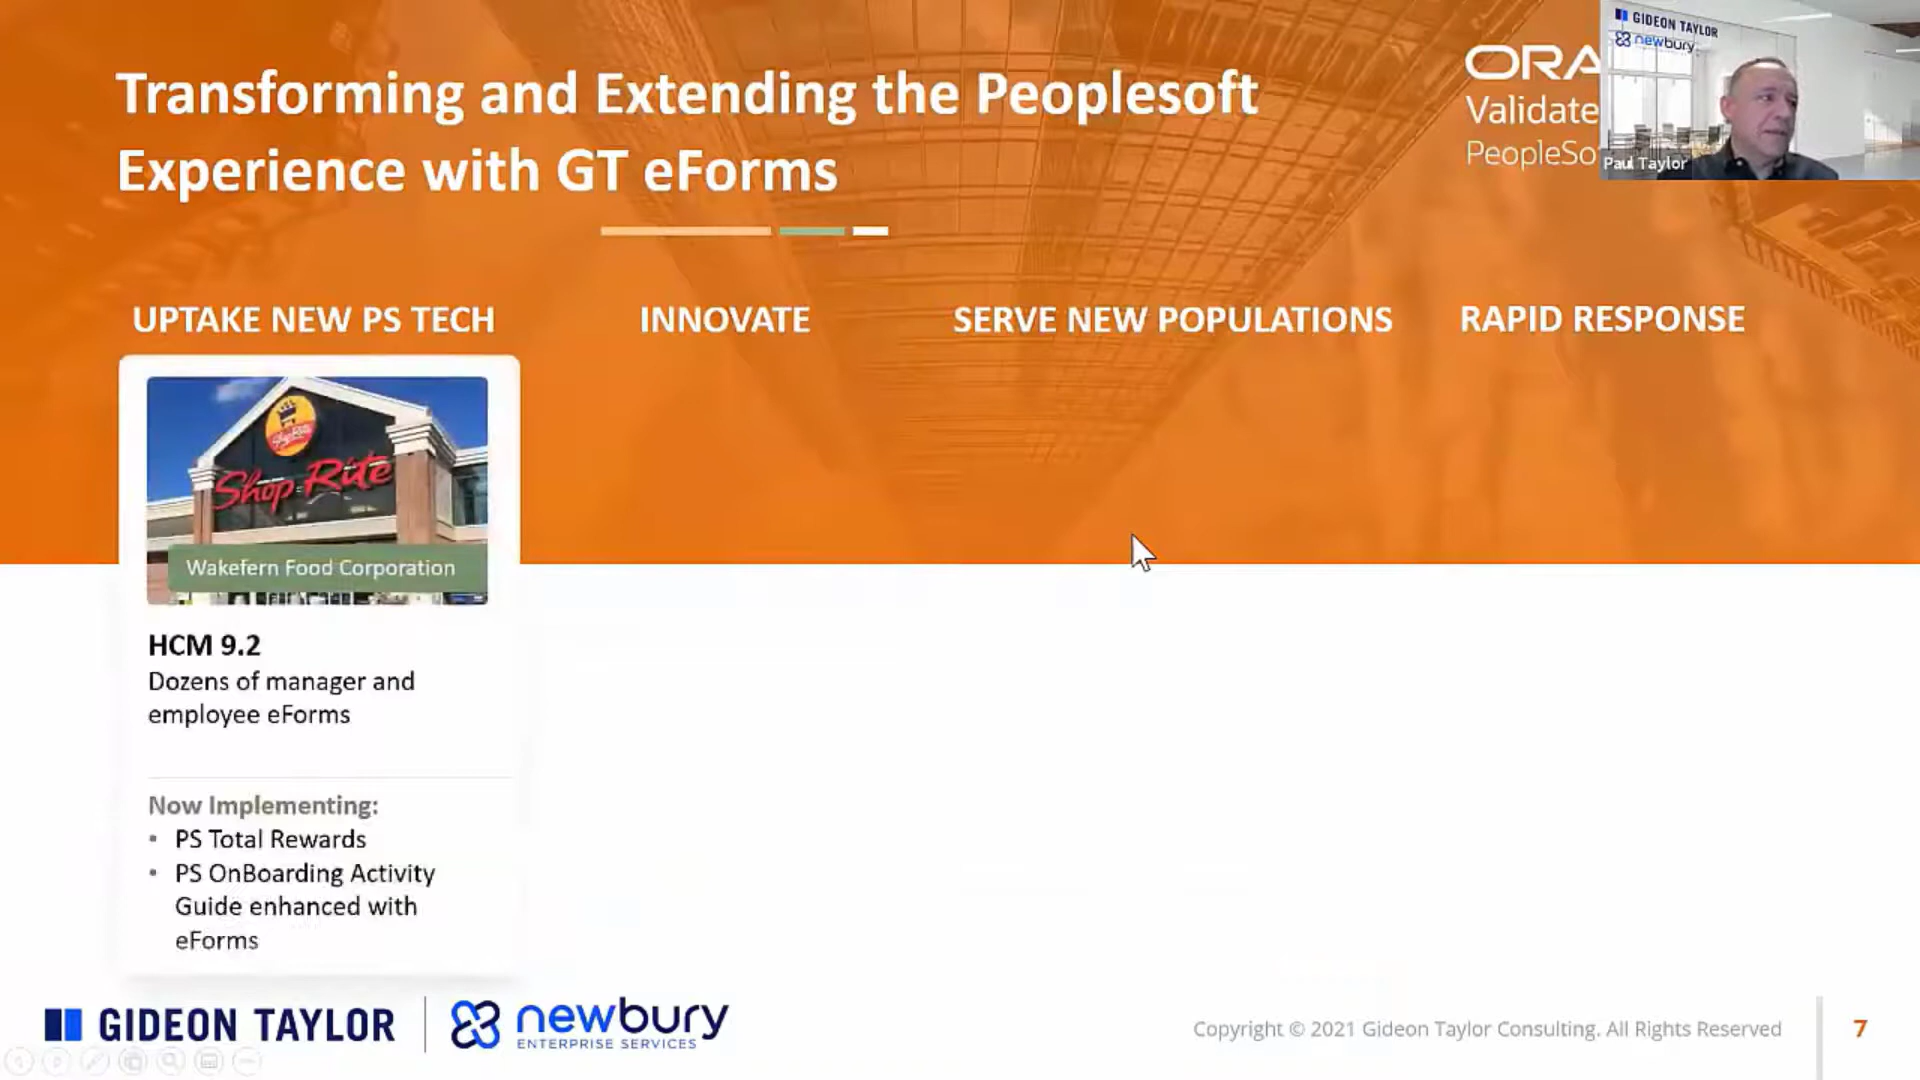 Transforming and Extending the Peoplesoft
Experience with GT eForms
ORA
Validate
PeopleSo
GIDEON TAYLOR
newbury
Paul Taylor
UPTAKE NEW PS TECH
INNOVATE
SERVE NEW POPULATIONS
RAPID RESPONSE
ShopRite
Shop Rite
Wakefern Food Corporation
HCM 9.2
Dozens of manager and
employee eForms
Now Implementing:
• PS Total Rewards
• PS OnBoarding Activity
Guide enhanced with
eForms
GIDEON TAYLOR
newbury
ENTERPRISE SERVICES
Copyright © 2021 Gideon Taylor Consulting. All Rights Reserved
7